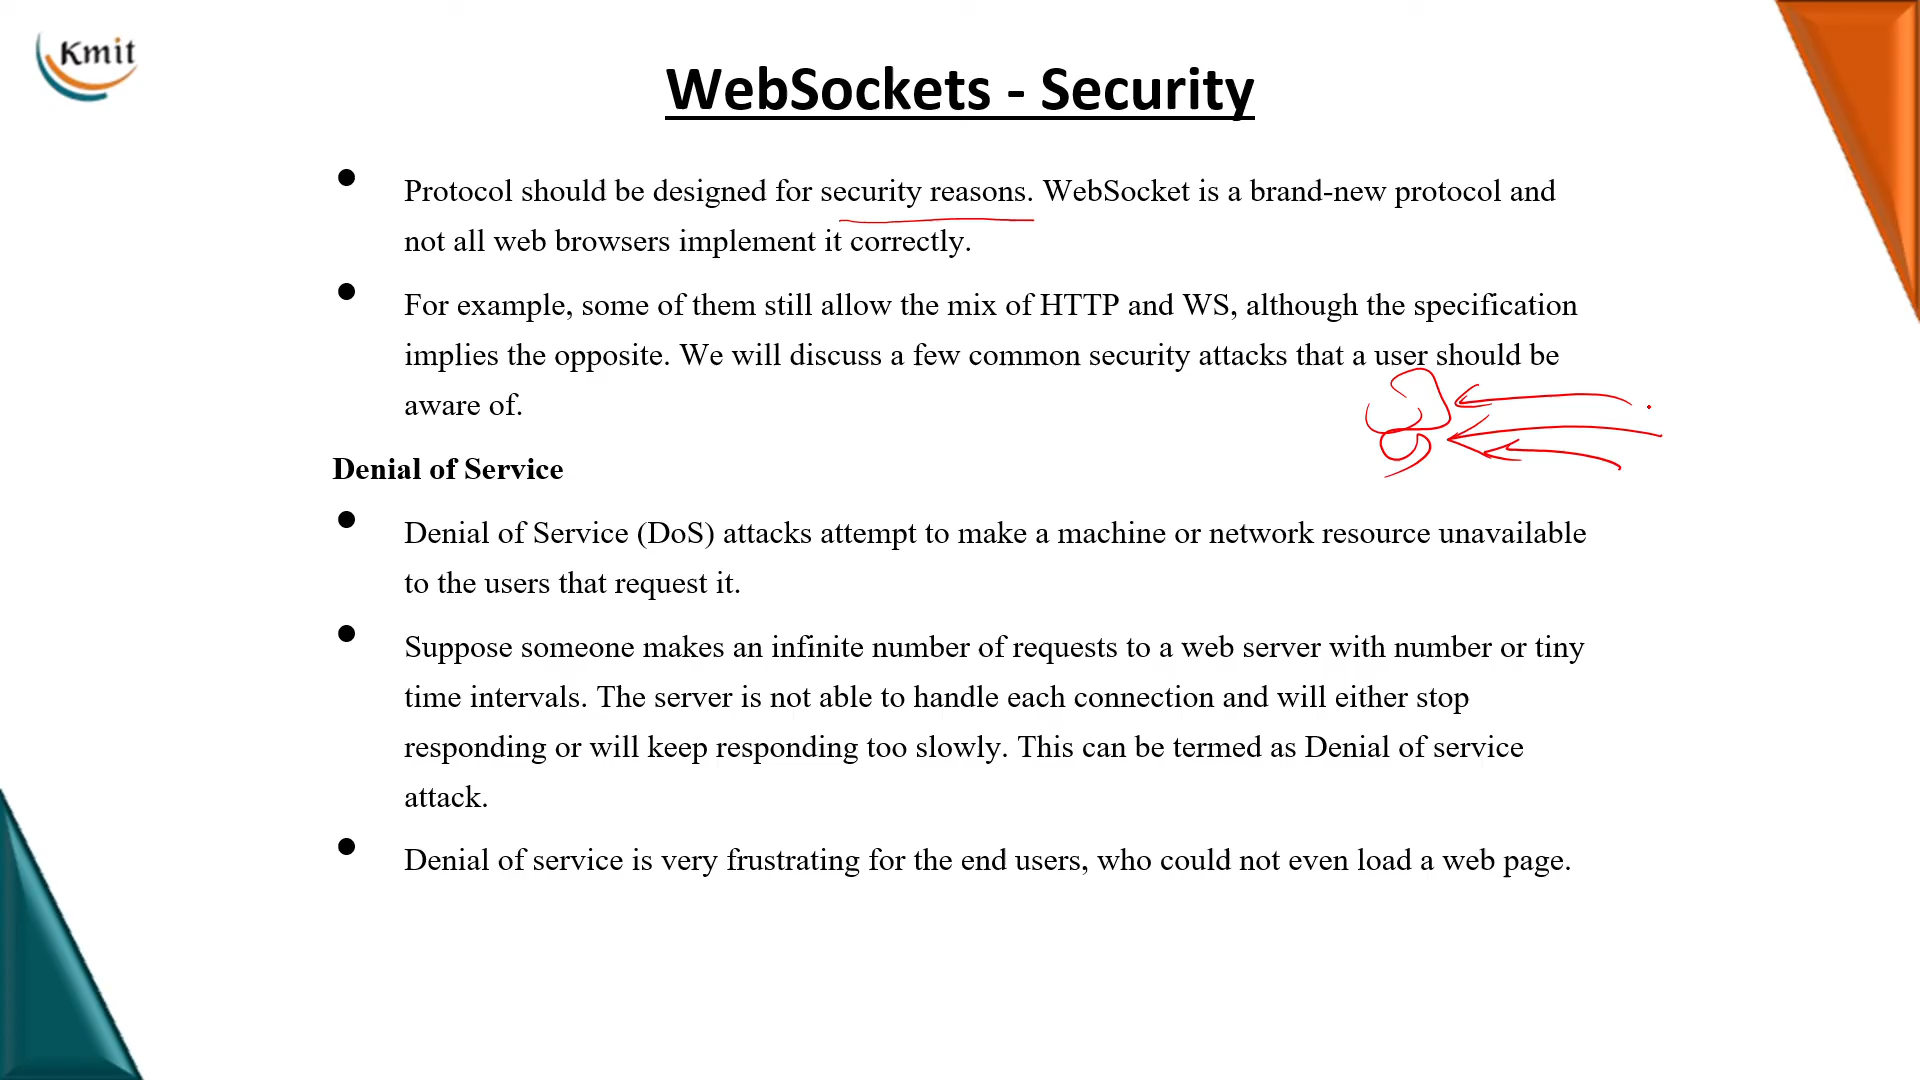 Kmit
WebSockets - Security
• Protocol should be designed for security reasons. WebSocket is a brand-new protocol and
not all web browsers implement it correctly.
• For example, some of them still allow the mix of HTTP and WS, although the specification
implies the opposite. We will discuss a few common security attacks that a user should be
aware of.
Denial of Service
• Denial of Service (DoS) attacks attempt to make a machine or network resource unavailable
to the users that request it.
• Suppose someone makes an infinite number of requests to a web server with number or tiny
time intervals. The server is not able to handle each connection and will either stop
responding or will keep responding too slowly. This can be termed as Denial of service
attack.
• Denial of service is very frustrating for the end users, who could not even load a web page.